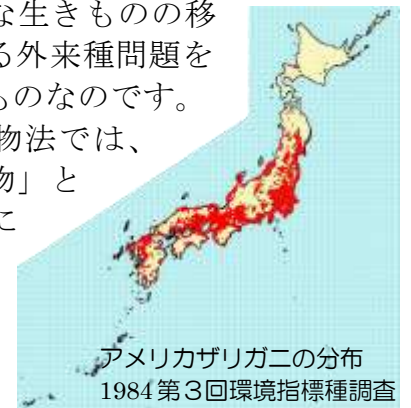 な生きものの移
る外来種問題を
ものなのです。
物法では、
物」と
に
アメリカザリガニの分布
1984第3回環境指標種調査